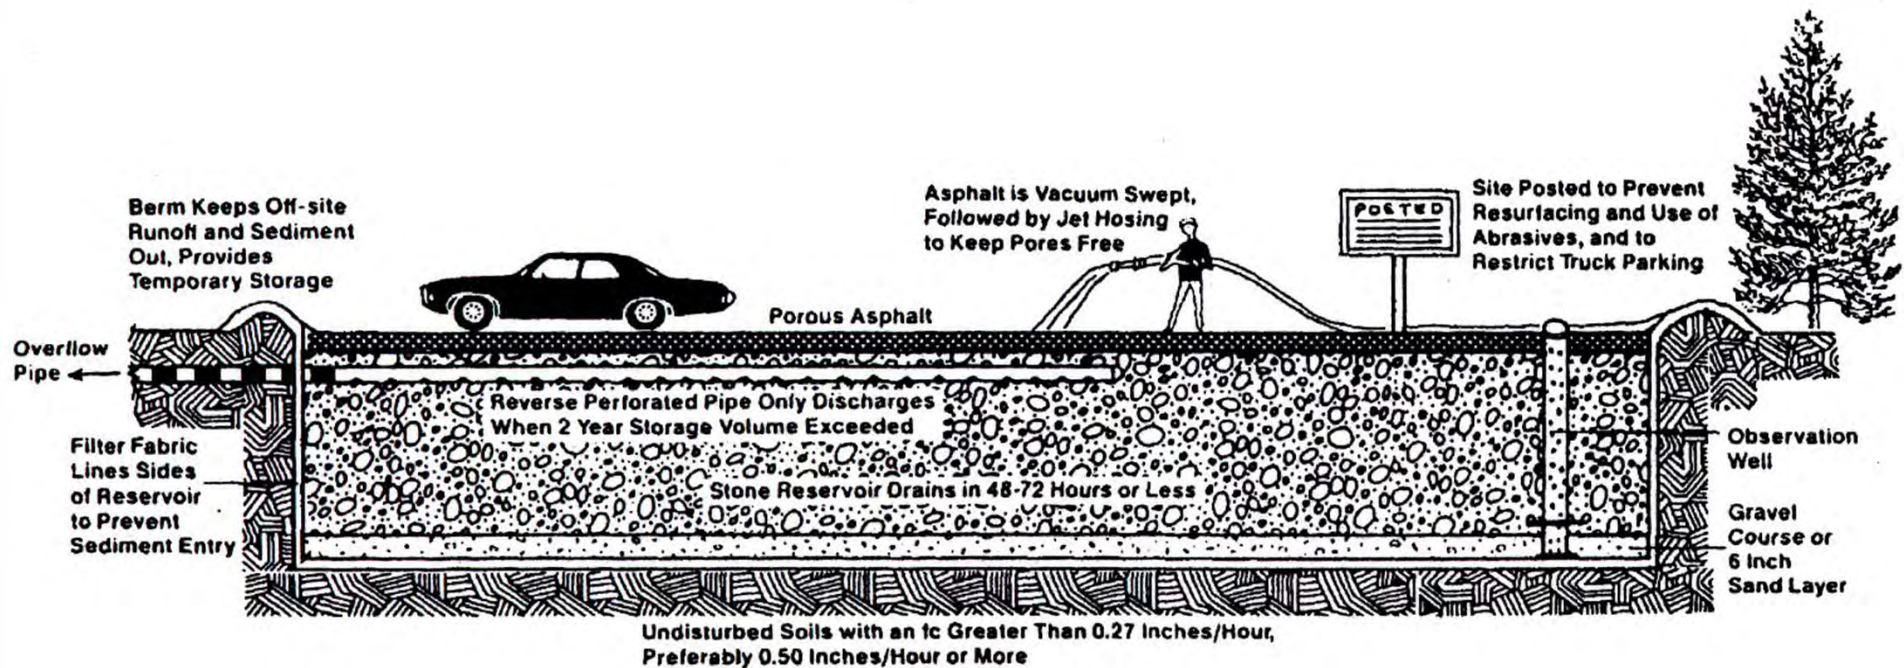 Berm Keeps Off-site
Runoff and Sediment
Out, Provides
Temporary Storage
Asphalt is Vacuum Swept,
Followed by Jet Hosing
to Keep Pores Free
POSTED
Site Posted to Prevent
Resurfacing and Use of
Abrasives, and to
Restrict Truck Parking
Porous Asphalt
Overflow
Pipe
Reverse Perforated Pipe Only Discharges
When 2 Year Storage Volume Exceeded
Filter Fabric
Lines Sides
of Reservoir
to Prevent
Sediment Entry
Stone Reservoir Drains in 48-72 Hours or Less
Observation
Well
Gravel
Course or
6 Inch
Sand Layer
Undisturbed Soils with an fc Greater Than 0.27 Inches/Hour,
Preferably 0.50 Inches/Hour or More